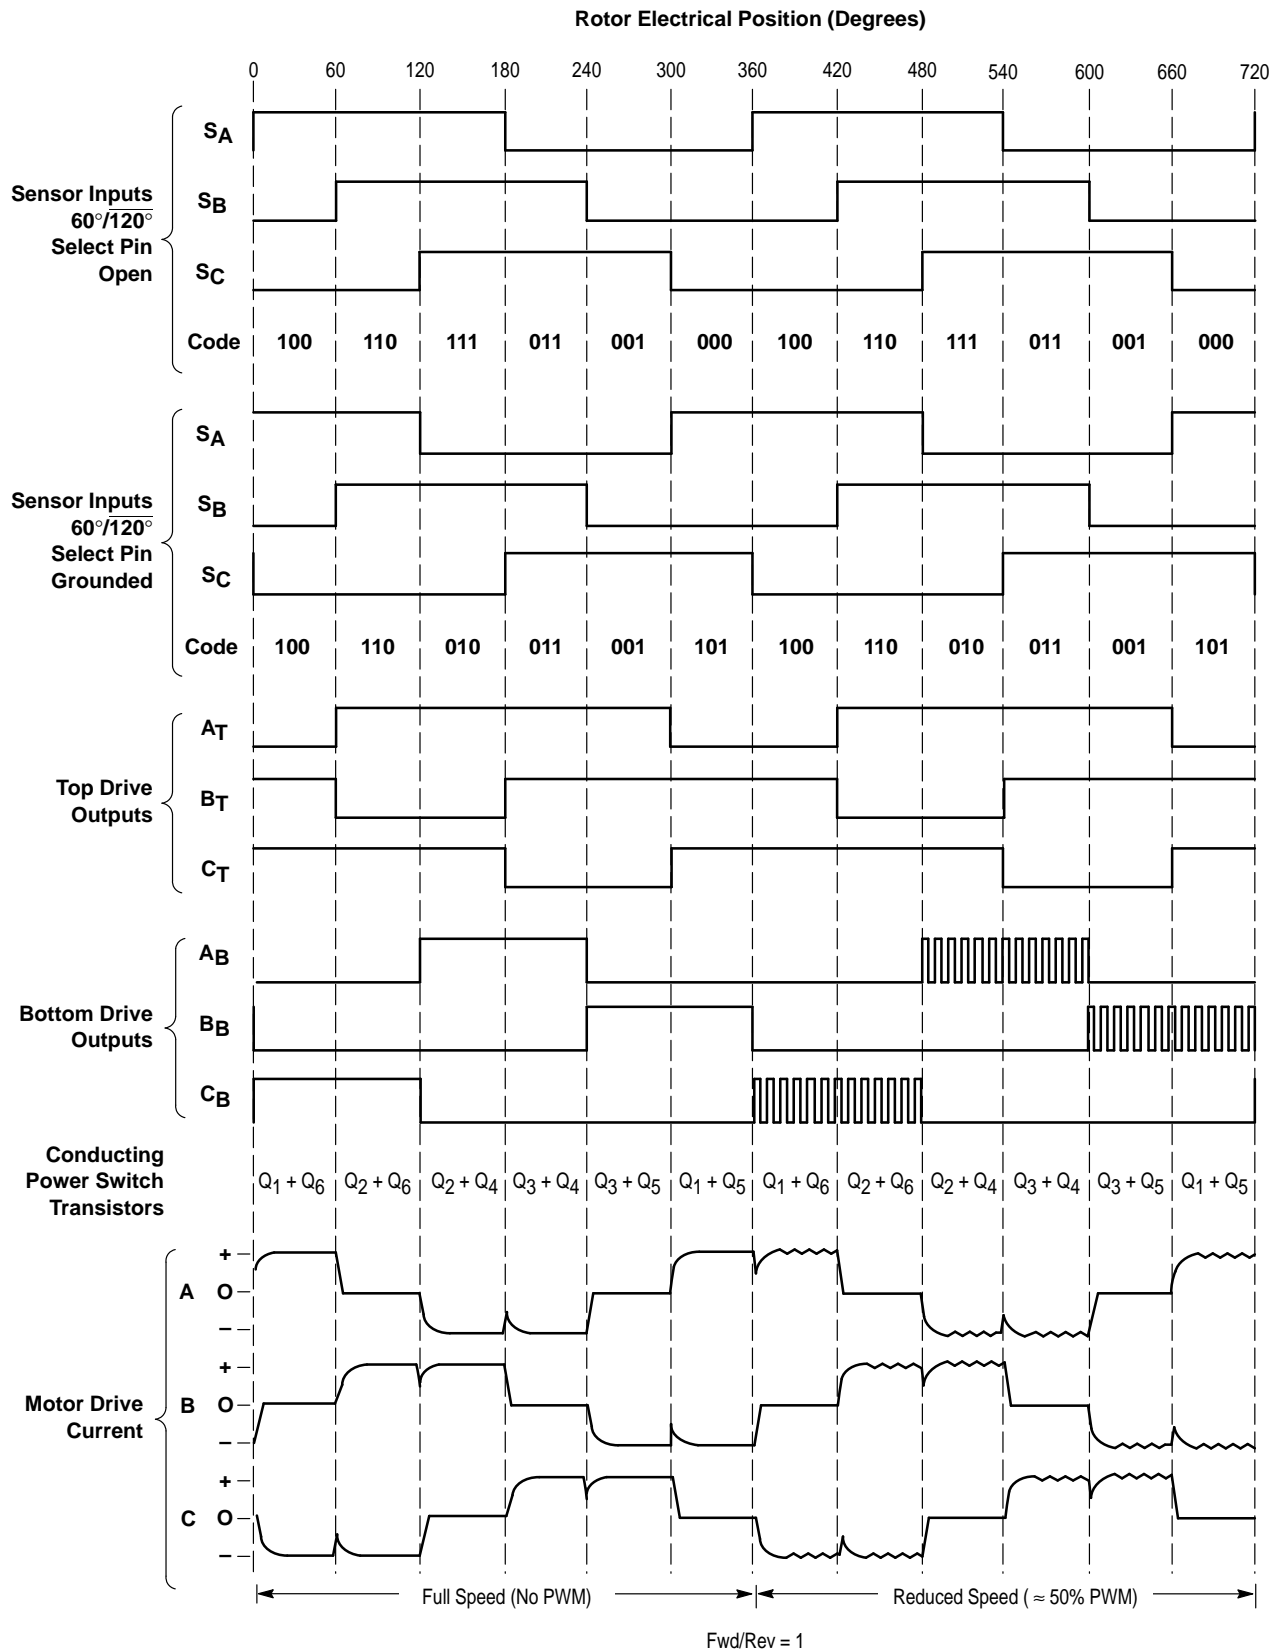 Rotor Electrical Position (Degrees)
0 60 120 180 240 300 360 420 480 540 600 660 720
SA
Sensor Inputs
60°/120°
Select Pin
Open
SB
SC
Code 100 110 111 011 001 000 100 110 111 011 001 000
SA
Sensor Inputs
60°/120°
Select Pin
Grounded
SB
SC
Code 100 110 010 011 001 101 100 110 010 011 001 101
AT
Top Drive
Outputs
BT
CT
AB
Bottom Drive
Outputs
BB
CB
Conducting
Power Switch
Transistors
Q1 + Q6 Q2 + Q6 Q2 + Q4 Q3 + Q4 Q3 + Q5 Q1 + Q5 Q1 + Q6 Q2 + Q6 Q2 + Q4 Q3 + Q4 Q3 + Q5 Q1 + Q5
+
A O
–
+
Motor Drive
Current
B O
–
+
C O
–
Full Speed (No PWM) Reduced Speed ( ≈ 50% PWM)
Fwd/Rev = 1